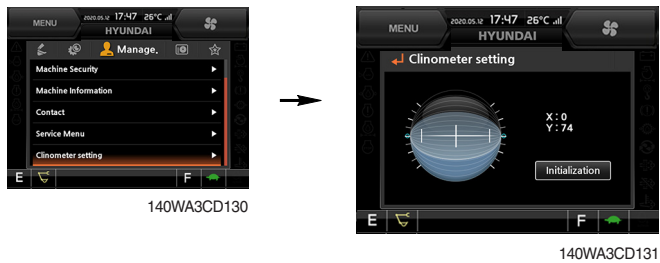 MENU
2020.05.12 17:47 26°C
HYUNDAI
Manage.
Machine Security
Machine Information
Contact
Service Menu
Clinometer setting
E
F
140WA3CD130
MENU
2020.05.12 17:47 26°C
HYUNDAI
Clinometer setting
X : 0
Y : 74
Initialization
E
F
140WA3CD131